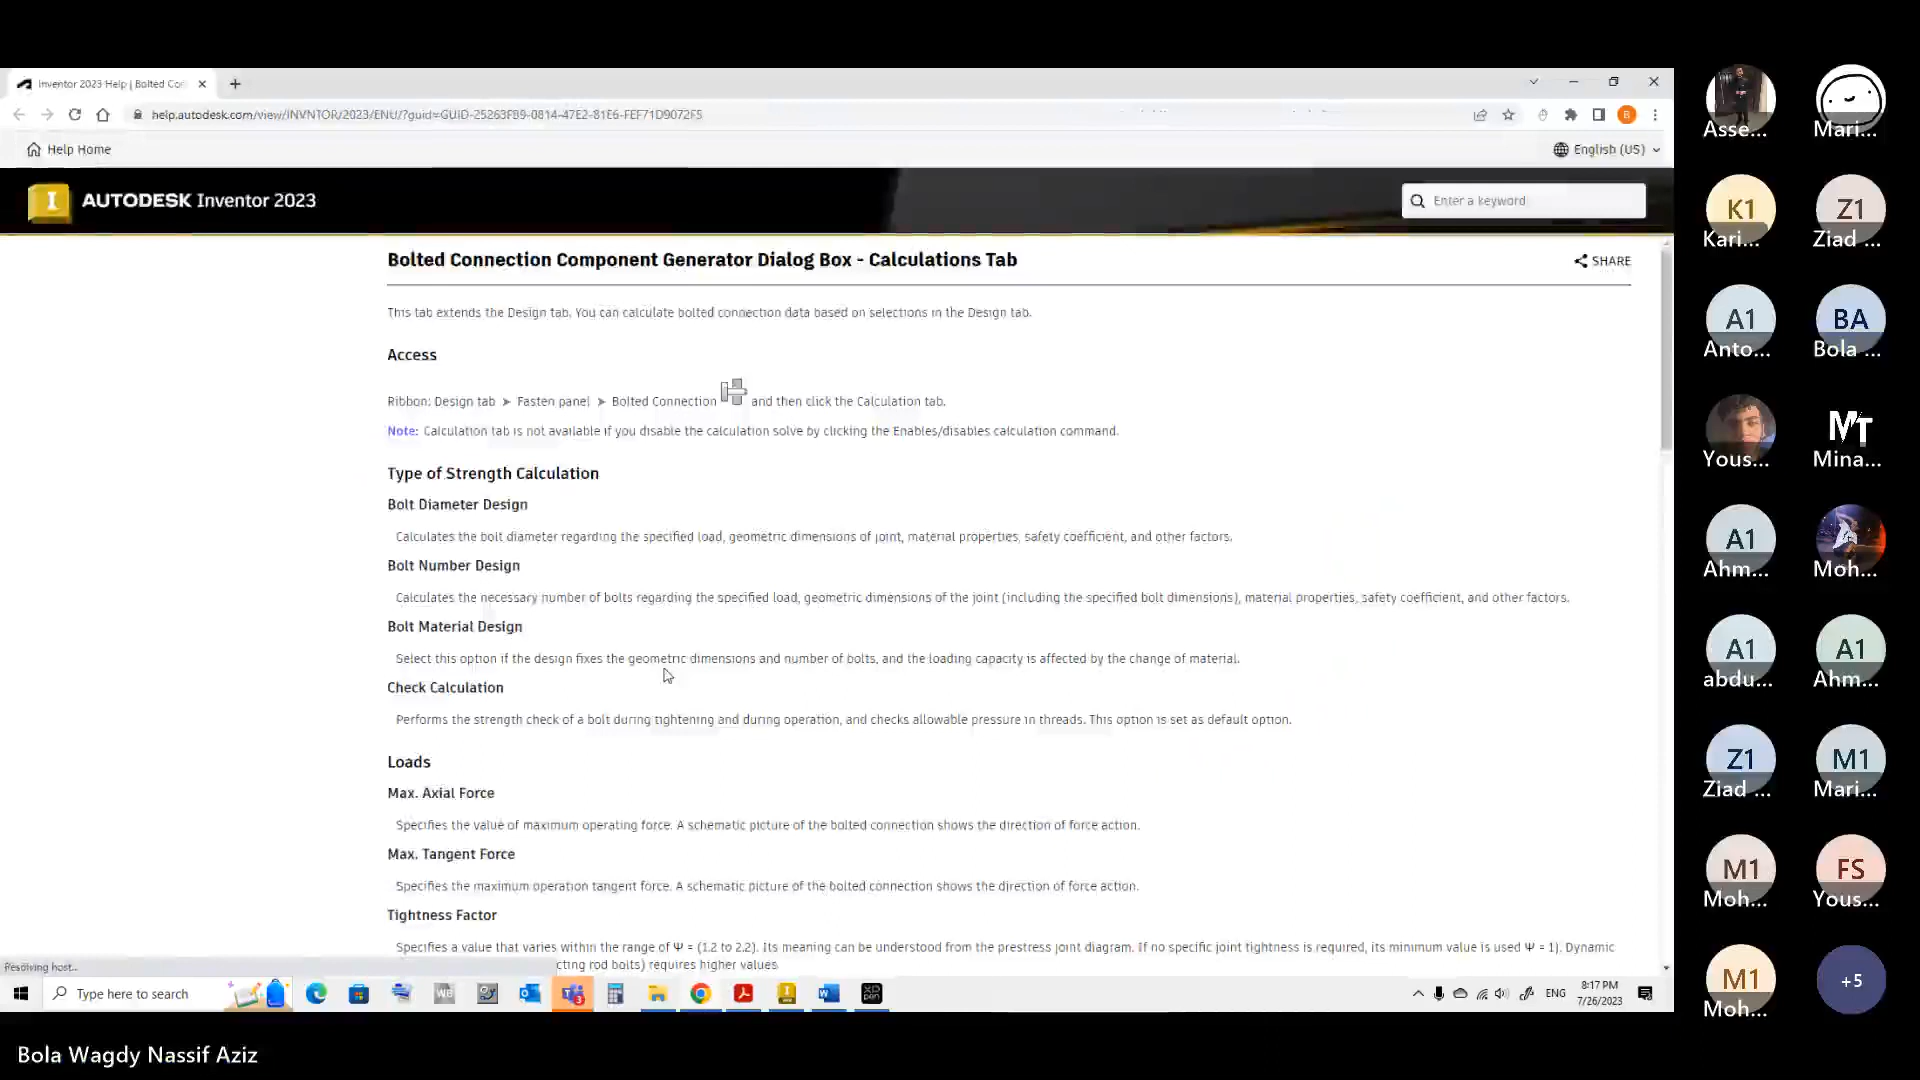 Inventor 2023 Help | Bolted Con
help.autodesk.com/view/INVNTOR/2023/ENU/?guid=GUID-25263FB9-0814-47E2-81E6-FEF71D9072F5
B
Help Home
English (US)
I
AUTODESK Inventor 2023
Enter a keyword
Bolted Connection Component Generator Dialog Box - Calculations Tab
SHARE
This tab extends the Design tab. You can calculate bolted connection data based on selections in the Design tab.
Access
Ribbon: Design tab ➤ Fasten panel ➤ Bolted Connection and then click the Calculation tab.
Note: Calculation tab is not available if you disable the calculation solve by clicking the Enables/disables calculation command.
Type of Strength Calculation
Bolt Diameter Design
Calculates the bolt diameter regarding the specified load, geometric dimensions of joint, material properties, safety coefficient, and other factors.
Bolt Number Design
Calculates the necessary number of bolts regarding the specified load, geometric dimensions of the joint (including the specified bolt dimensions), material properties, safety coefficient, and other factors.
Bolt Material Design
Select this option if the design fixes the geometric dimensions and number of bolts, and the loading capacity is affected by the change of material.
Check Calculation
Performs the strength check of a bolt during tightening and during operation, and checks allowable pressure in threads. This option is set as default option.
Loads
Max. Axial Force
Specifies the value of maximum operating force. A schematic picture of the bolted connection shows the direction of force action.
Max. Tangent Force
Specifies the maximum operation tangent force. A schematic picture of the bolted connection shows the direction of force action.
Tightness Factor
Specifies a value that varies within the range of Ψ = (1.2 to 2.2). Its meaning can be understood from the prestress joint diagram. If no specific joint tightness is required, its minimum value is used Ψ = 1). Dynamic
cting rod bolts) requires higher values.
Resolving host...
Type here to search
WB
3
I
W
XP
pen
ENG
8:17 PM
7/26/2023
Asse...
Mari...
K1
Kari...
Z1
Ziad ...
A1
Anto...
BA
Bola ...
Yous...
MT
Mina...
A1
Ahm...
Moh...
A1
abdu...
A1
Ahm...
Z1
Ziad ...
M1
Mari...
M1
Moh...
FS
Yous...
M1
Moh...
+5
Bola Wagdy Nassif Aziz